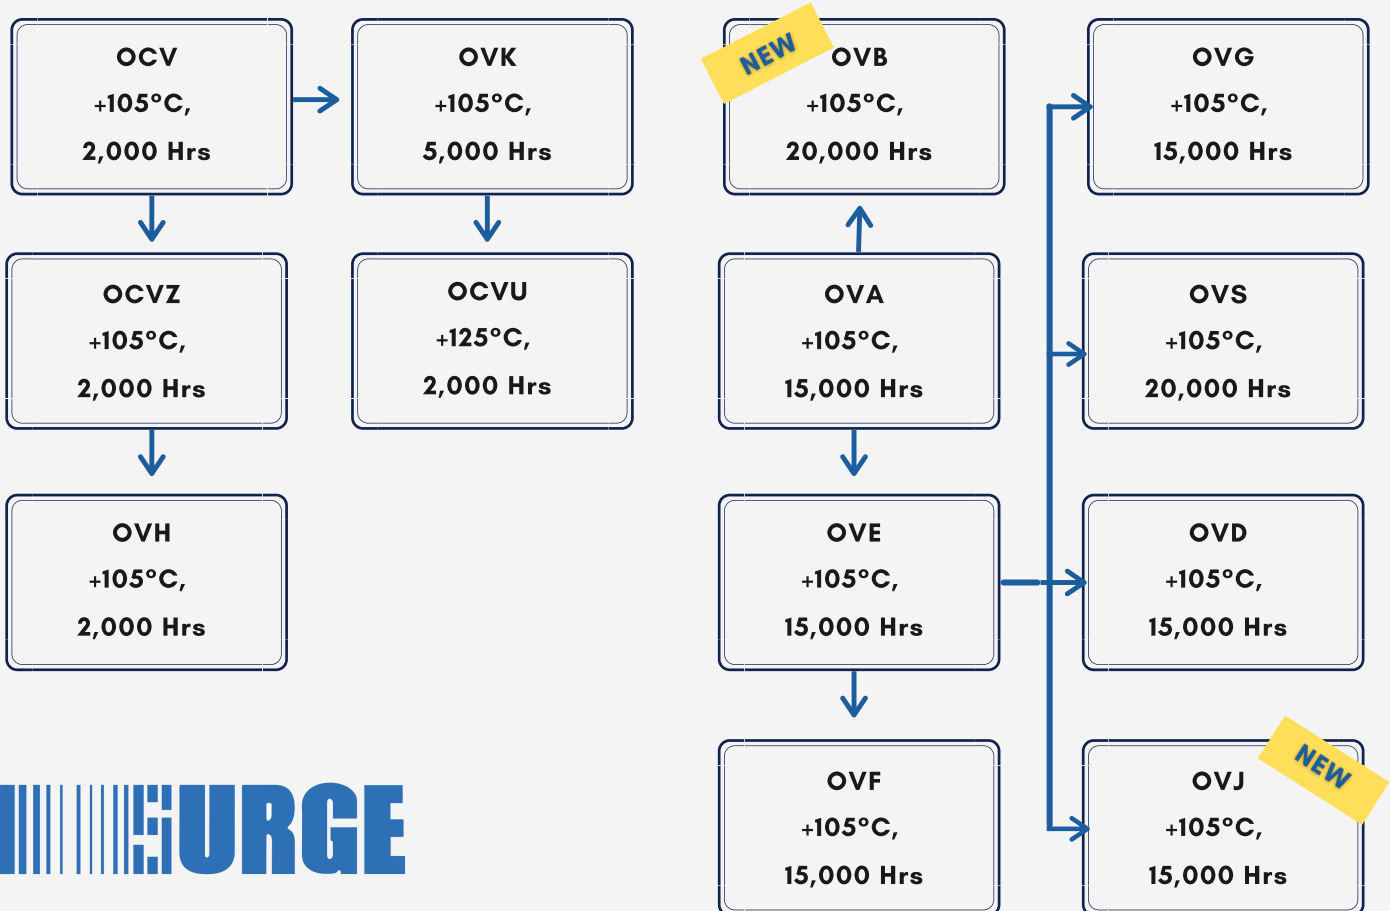 OCV
+105°C,
2,000 Hrs
OVK
+105°C,
5,000 Hrs
NEW
OVB
+105°C,
20,000 Hrs
OVG
+105°C,
15,000 Hrs
OCVZ
+105°C,
2,000 Hrs
OCVU
+125°C,
2,000 Hrs
OVA
+105°C,
15,000 Hrs
OVS
+105°C,
20,000 Hrs
OVH
+105°C,
2,000 Hrs
OVE
+105°C,
15,000 Hrs
OVD
+105°C,
15,000 Hrs
SURGE
OVF
+105°C,
15,000 Hrs
NEW
OVJ
+105°C,
15,000 Hrs